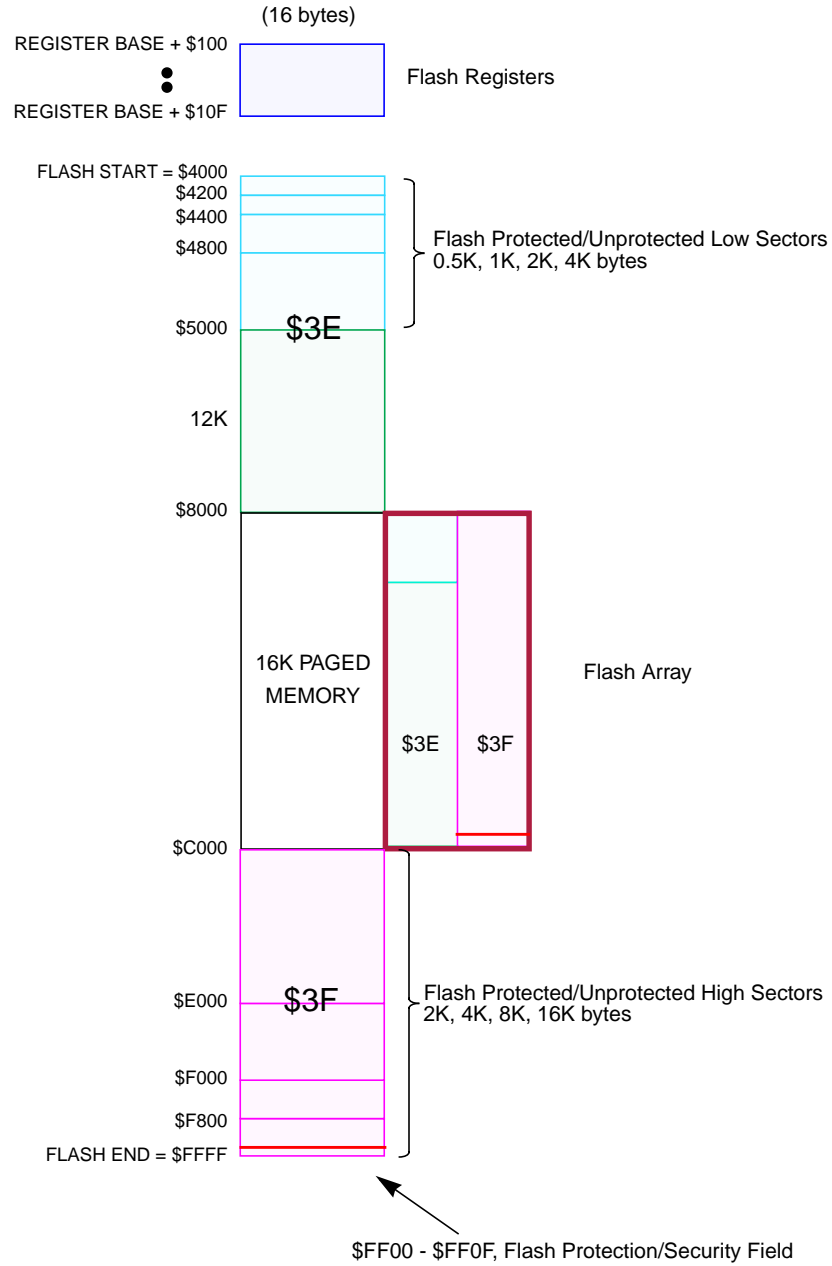 (16 bytes)
REGISTER BASE + $100
Flash Registers
REGISTER BASE + $10F
FLASH START = $4000
$4200
$4400
$4800
Flash Protected/Unprotected Low Sectors
0.5K, 1K, 2K, 4K bytes
$5000
$3E
12K
$8000
16K PAGED
MEMORY
Flash Array
$3E
$3F
$C000
$E000
$3F
Flash Protected/Unprotected High Sectors
2K, 4K, 8K, 16K bytes
$F000
$F800
FLASH END = $FFFF
$FF00 - $FF0F, Flash Protection/Security Field